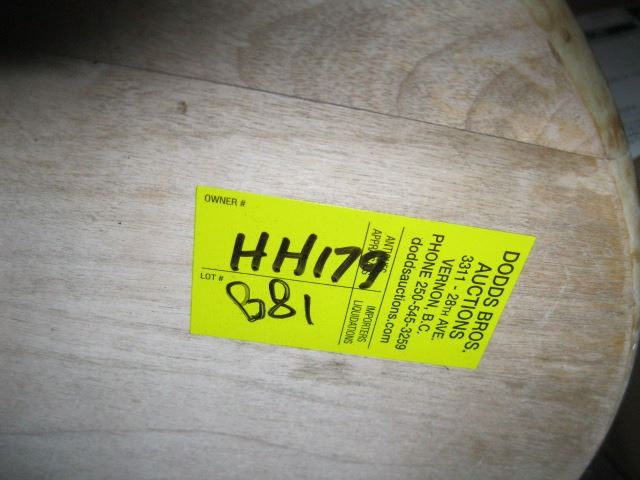 OWNER #
HH179
LOT #
B81
ANTIQUES
IMPORTERS
LIQUIDATIONS
DODDS BROS.
AUCTIONS
3311 - 28TH AVE.
VERNON, B.C.
PHONE 250-545-3259
doddsauctions.com